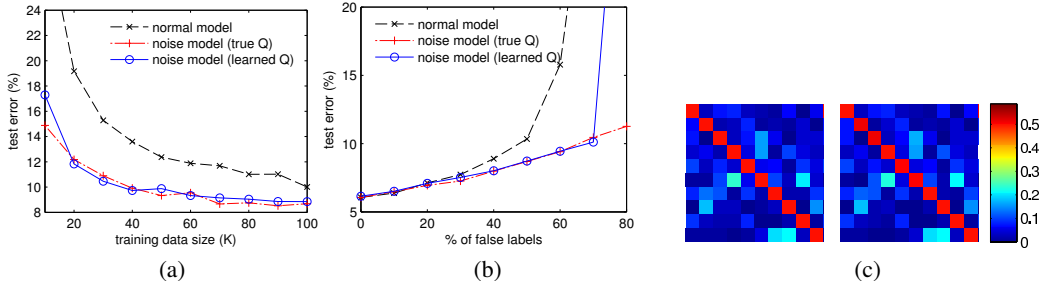 24
22
20
18
16
14
12
10
8
test error (%)
normal model
noise model (true Q)
noise model (learned Q)
20 40 60 80 100
training data size (K)
(a)
20
15
10
5
test error (%)
normal model
noise model (true Q)
noise model (learned Q)
0 20 40 60 80
% of false labels
(b)
0.5
0.4
0.3
0.2
0.1
0
(c)